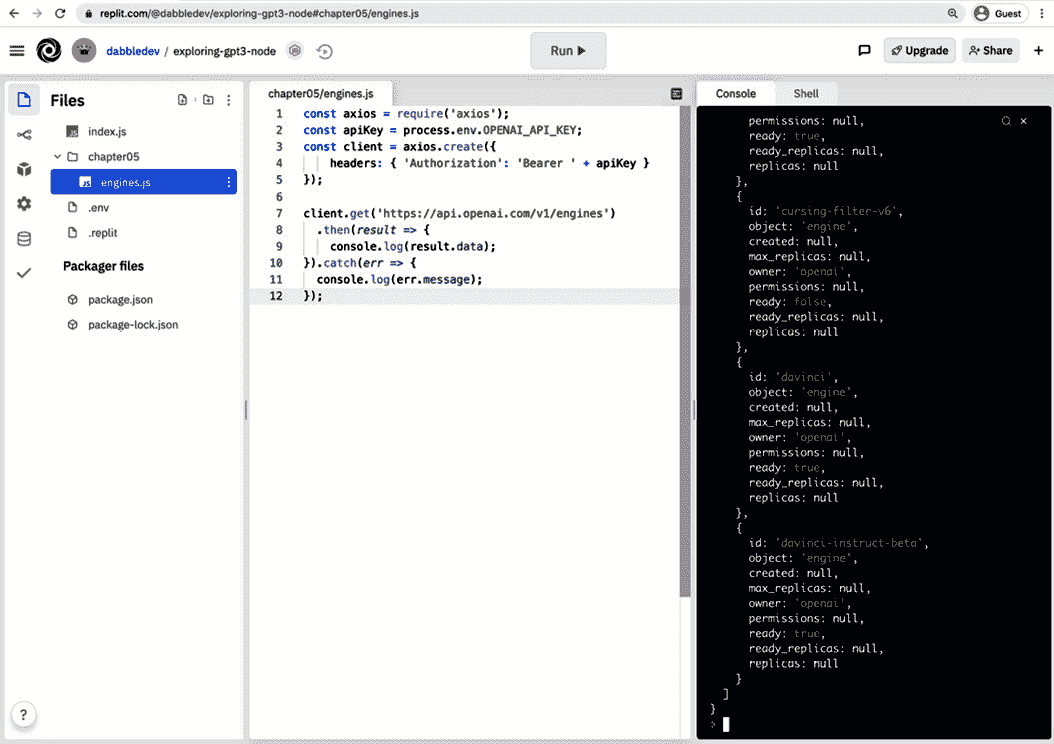 replit.com/@dabbledev/exploring-gpt3-node#chapter05/engines.js
Guest
dabbledev / exploring-gpt3-node
Run
Upgrade
Share
Files
index.js
chapter05
engines.js
.env
.replit
Packager files
package.json
package-lock.json
?
chapter05/engines.js
1 const axios = require('axios');
2 const apiKey = process.env.OPENAI_API_KEY;
3 const client = axios.create({
4 headers: { 'Authorization': 'Bearer ' + apiKey }
5 });
6
7 client.get('https://api.openai.com/v1/engines')
8 .then(result => {
9 console.log(result.data);
10 }).catch(err => {
11 console.log(err.message);
12 });
Console
Shell
permissions: null,
ready: true,
ready_replicas: null,
replicas: null
},
{
id: 'cursing-filter-v6',
object: 'engine',
created: null,
max_replicas: null,
owner: 'openai',
permissions: null,
ready: false,
ready_replicas: null,
replicas: null
},
{
id: 'davinci',
object: 'engine',
created: null,
max_replicas: null,
owner: 'openai',
permissions: null,
ready: true,
ready_replicas: null,
replicas: null
},
{
id: 'davinci-instruct-beta',
object: 'engine',
created: null,
max_replicas: null,
owner: 'openai',
permissions: null,
ready: true,
ready_replicas: null,
replicas: null
}
]
}
>